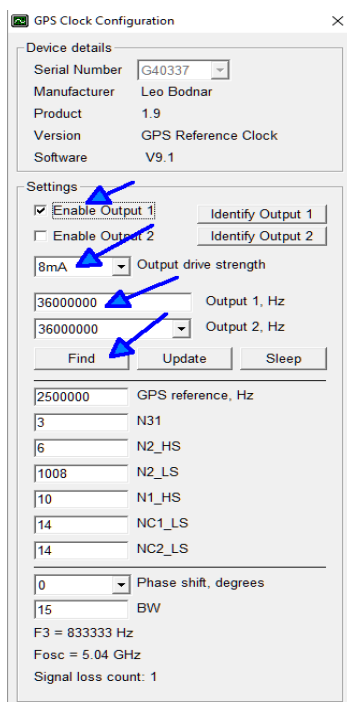 GPS Clock Configuration
Device details
Serial Number G40337
Manufacturer Leo Bodnar
Product 1.9
Version GPS Reference Clock
Software V9.1
Settings
Enable Output 1 Identify Output 1
Enable Output 2 Identify Output 2
8mA Output drive strength
36000000 Output 1, Hz
36000000 Output 2, Hz
Find Update Sleep
2500000 GPS reference, Hz
3 N31
6 N2_HS
1008 N2_LS
10 N1_HS
14 NC1_LS
14 NC2_LS
0 Phase shift, degrees
15 BW
F3 = 833333 Hz
Fosc = 5.04 GHz
Signal loss count: 1